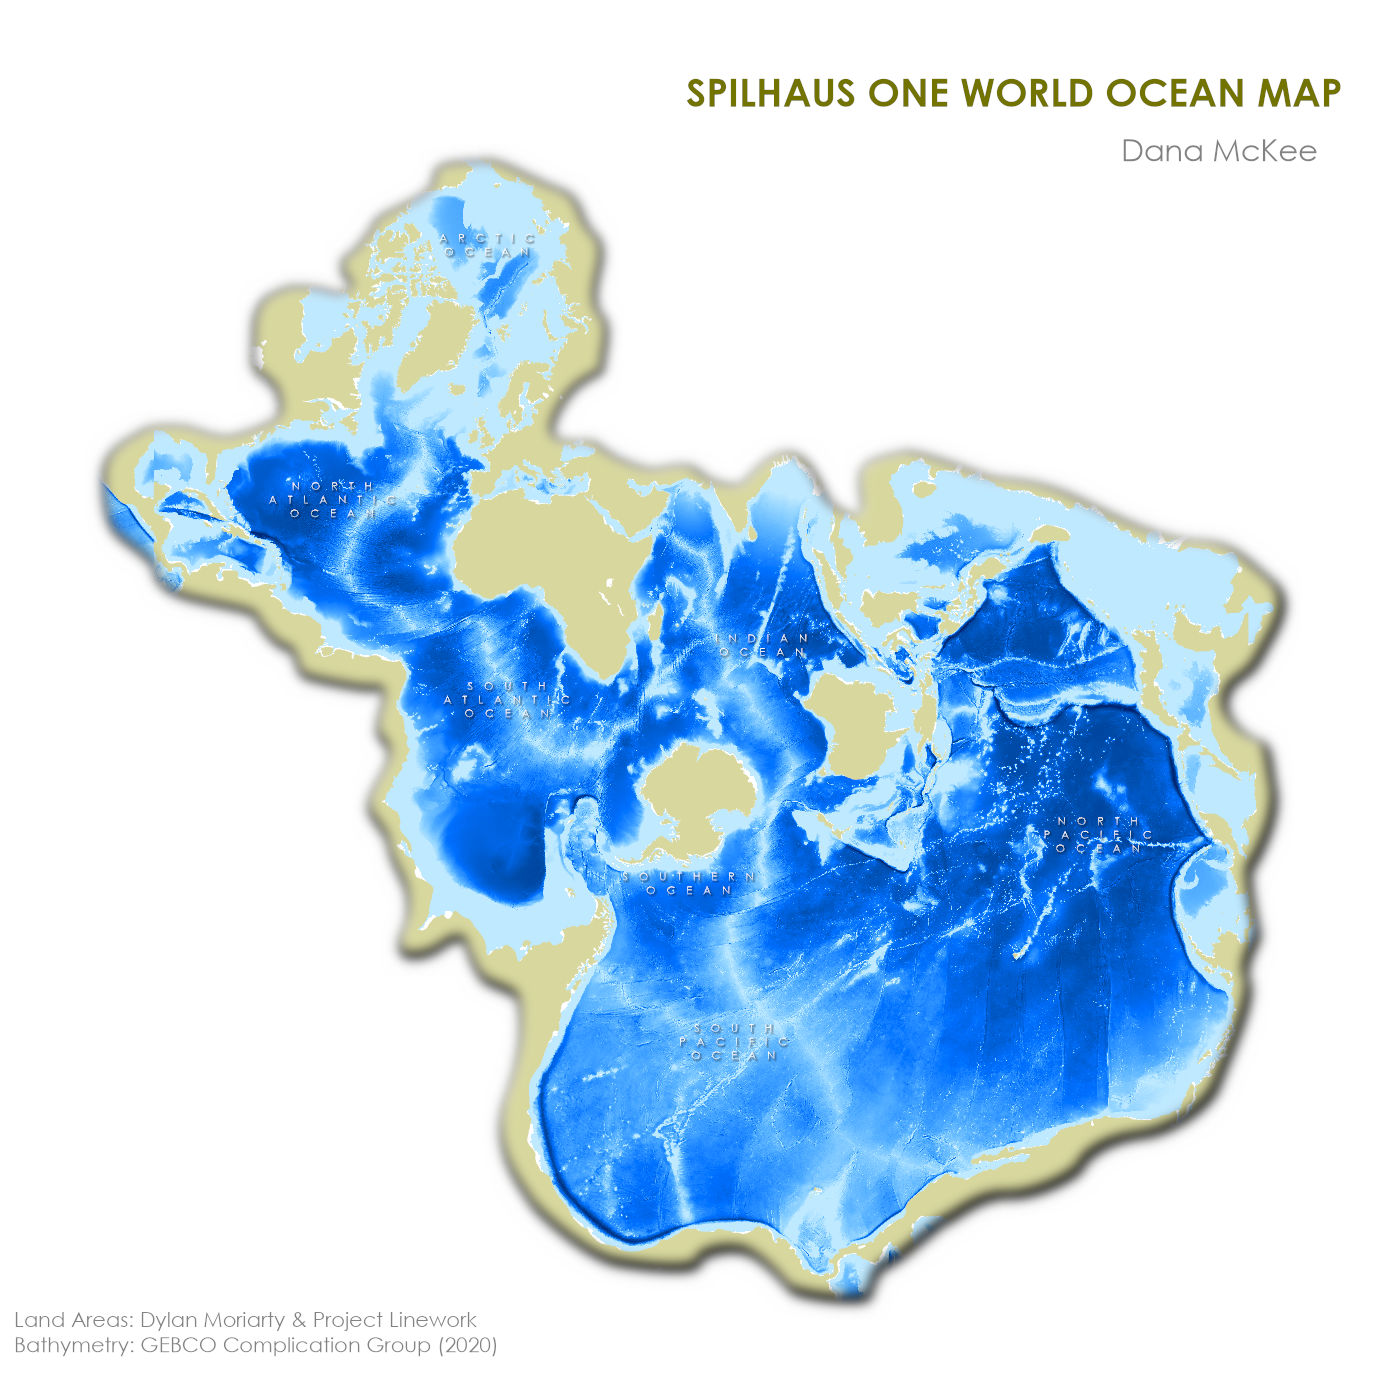 SPILHAUS ONE WORLD OCEAN MAP
Dana McKee
ARCTIC
OCEAN
NORTH
ATLANTIC
OCEAN
INDIAN
OCEAN
SOUTH
ATLANTIC
OCEAN
NORTH
PACIFIC
OCEAN
SOUTHERN
OCEAN
SOUTH
PACIFIC
OCEAN
Land Areas: Dylan Moriarty & Project Linework
Bathymetry: GEBCO Complication Group (2020)